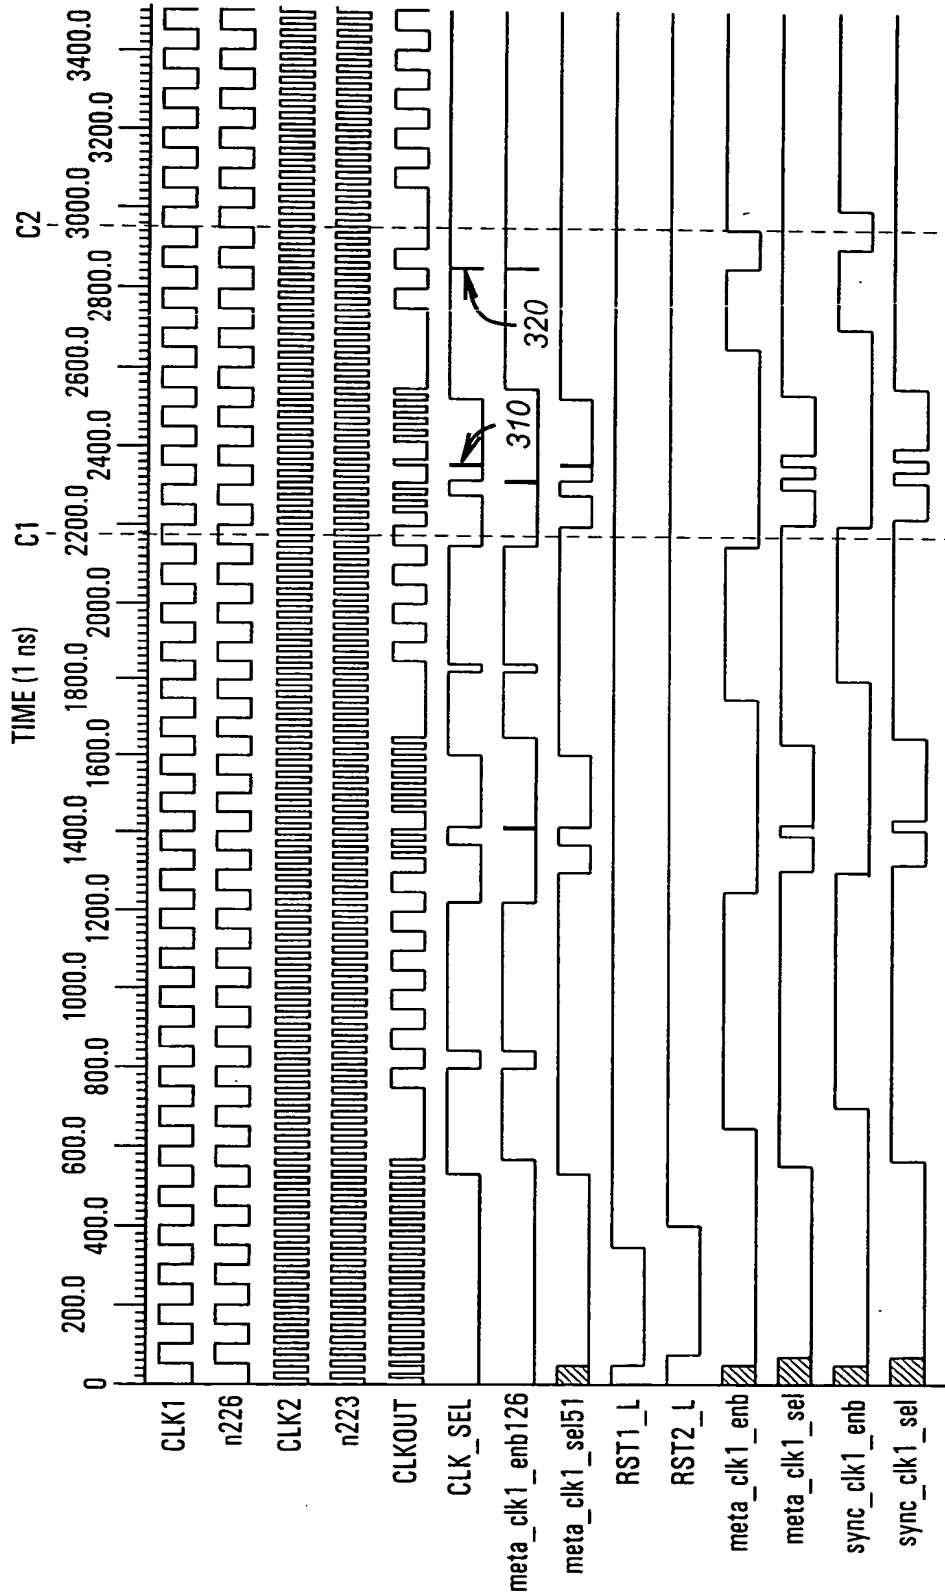 TIME (1 ns)
C1
C2
0
200.0
400.0
600.0
800.0
1000.0
1200.0
1400.0
1600.0
1800.0
2000.0
2200.0
2400.0
2600.0
2800.0
3000.0
3200.0
3400.0
CLK1
n226
CLK2
n223
CLKOUT
CLK_SEL
meta_clk1_enb126
meta_clk1_sel51
RST1_L
RST2_L
meta_clk1_enb
meta_clk1_sel
sync_clk1_enb
sync_clk1_sel
310
320